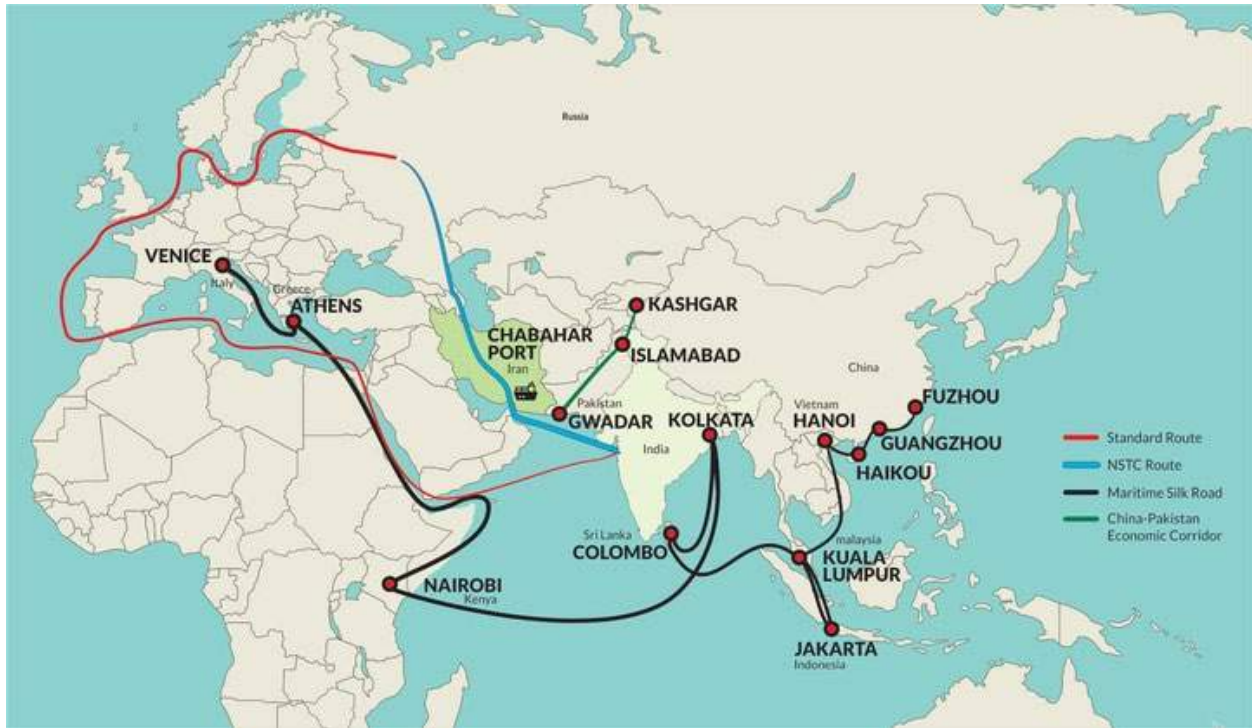 Russia
VENICE
Italy
Greece
ATHENS
KASHGAR
CHABAHAR
PORT
Iran
ISLAMABAD
China
Pakistan
GWADAR
KOLKATA
India
Vietnam
HANOI
FUZHOU
GUANGZHOU
HAIKOU
Sri Lanka
COLOMBO
malaysia
KUALA
LUMPUR
NAIROBI
Kenya
JAKARTA
Indonesia
Standard Route
NSTC Route
Maritime Silk Road
China-Pakistan
Economic Corridor